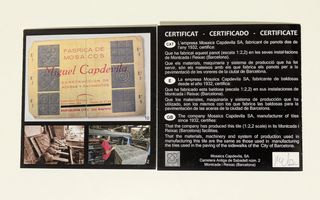 FABRICA DE
MOSAICOS
Miguel Capdevila
CERTIFICAT - CERTIFICADO - CERTIFICATE
CAT
L'empresa Mosaics Capdevila SA, fabricant de panots des de
l'any 1932, certifica:
Que ha fabricat aquest panot (escala 1:2,2) en les seves instal·lacions
de Montcada i Reixac (Barcelona).
Que els materials, maquinària y sistema de producció que ha fet
servir, són els mateixos amb els que fabrica els panots per a la
pavimentació de les voreres de la ciutat de Barcelona.
E
La empresa Mosaics Capdevila SA, fabricante de baldosas
desde el año 1932, certifica:
Que ha fabricado esta baldosa (escala 1:2,2) en sus instalaciones de
Montcada i Reixac (Barcelona).
Que los materiales, maquinaria y sistema de producción que ha
utilizado, son los mismos con los que fabrica las baldosas para la
pavimentación de las aceras de la ciudad de Barcelona.
GB
The company Mosaics Capdevila SA, manufacturer of tiles
since 1932, certifies:
That the company has produced this tile (1:2,2 scale) in its Montcada
i Reixac (Barcelona) facilities.
That the materials, machinery and system of production used in
manufacturing this tile are the same as those used in manufacturing
the tiles used in the paving of the sidewalks of the City of Barcelona.
Mosaics Capdevila, SA
Carretera Antiga de Sabadell núm. 2
Montcada i Reixac (Barcelona)